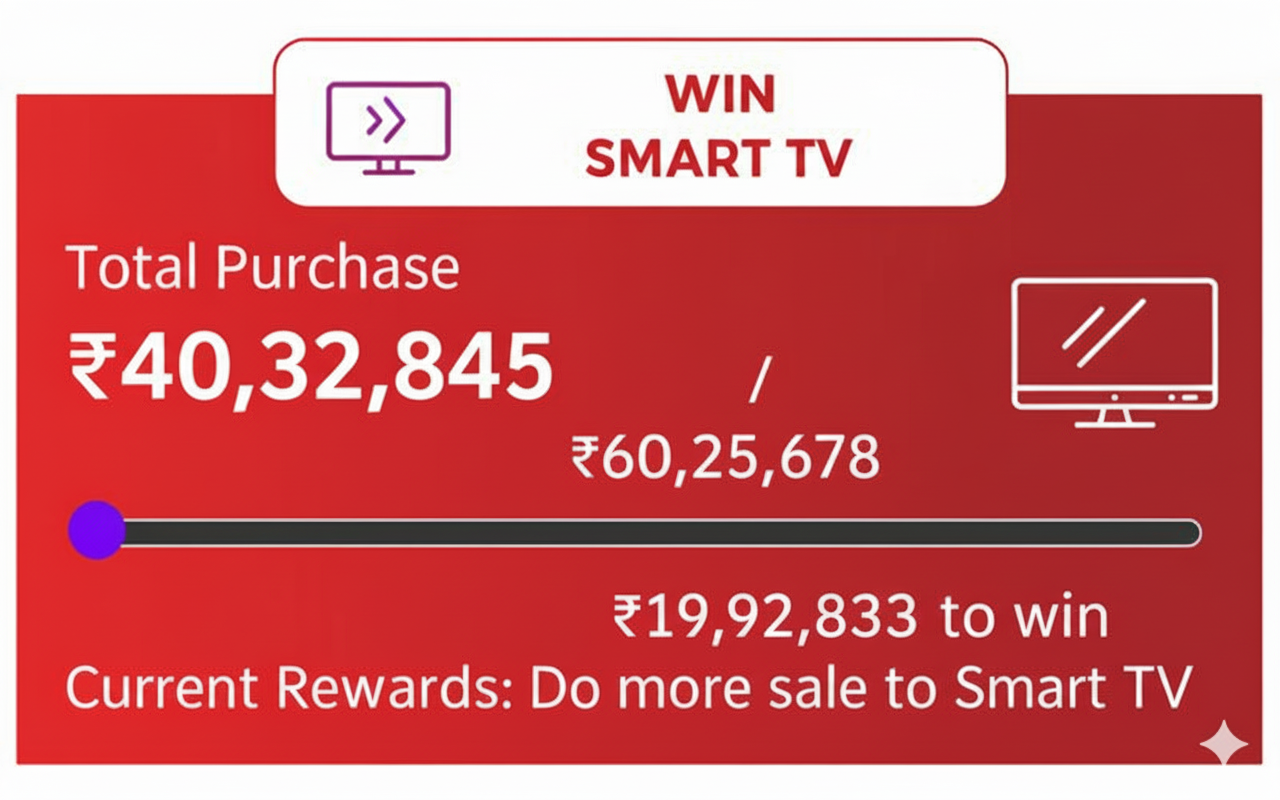 WIN
SMART TV
Total Purchase
₹40,32,845
/
₹60,25,678
₹19,92,833 to win
Current Rewards: Do more sale to Smart TV